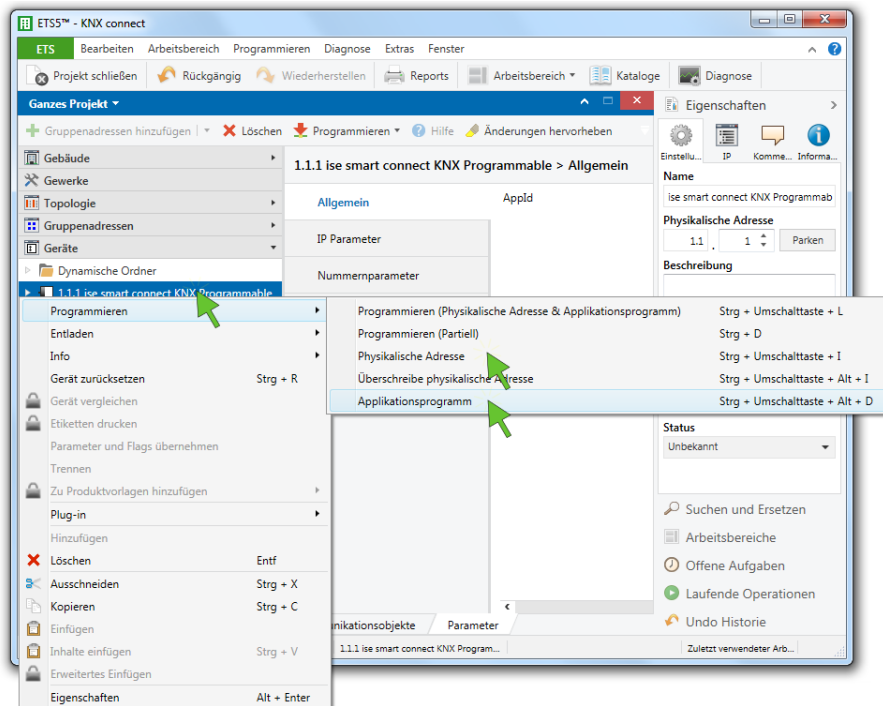 ETS5™ - KNX connect
ETS Bearbeiten Arbeitsbereich Programmieren Diagnose Extras Fenster
Projekt schließen Rückgängig Wiederherstellen Reports Arbeitsbereich Kataloge Diagnose
Ganzes Projekt
Gruppenadressen hinzufügen Löschen Programmieren Hilfe Änderungen hervorheben
Gebäude
Gewerke
Topologie
Gruppenadressen
Geräte
Dynamische Ordner
1.1.1 ise smart connect KNX Programmable
1.1.1 ise smart connect KNX Programmable > Allgemein
Allgemein
AppId
IP Parameter
Nummernparameter
Eigenschaften
Einstellu... IP Komme... Informa...
Name
ise smart connect KNX Programmab
Physikalische Adresse
1.1 . 1 Parken
Beschreibung
Programmieren
Entladen
Info
Gerät zurücksetzen Strg + R
Gerät vergleichen
Etiketten drucken
Parameter und Flags übernehmen
Trennen
Zu Produktvorlagen hinzufügen
Plug-in
Hinzufügen
Löschen Entf
Ausschneiden Strg + X
Kopieren Strg + C
Einfügen
Inhalte einfügen Strg + V
Erweitertes Einfügen
Eigenschaften Alt + Enter
Programmieren (Physikalische Adresse & Applikationsprogramm) Strg + Umschalttaste + L
Programmieren (Partiell) Strg + D
Physikalische Adresse Strg + Umschalttaste + I
Überschreibe physikalische Adresse Strg + Umschalttaste + Alt + I
Applikationsprogramm Strg + Umschalttaste + Alt + D
Status
Unbekannt
Suchen und Ersetzen
Arbeitsbereiche
Offene Aufgaben
Laufende Operationen
Undo Historie
unikationsobjekte Parameter
1.1.1 ise smart connect KNX Program... Zuletzt verwendeter Arb...